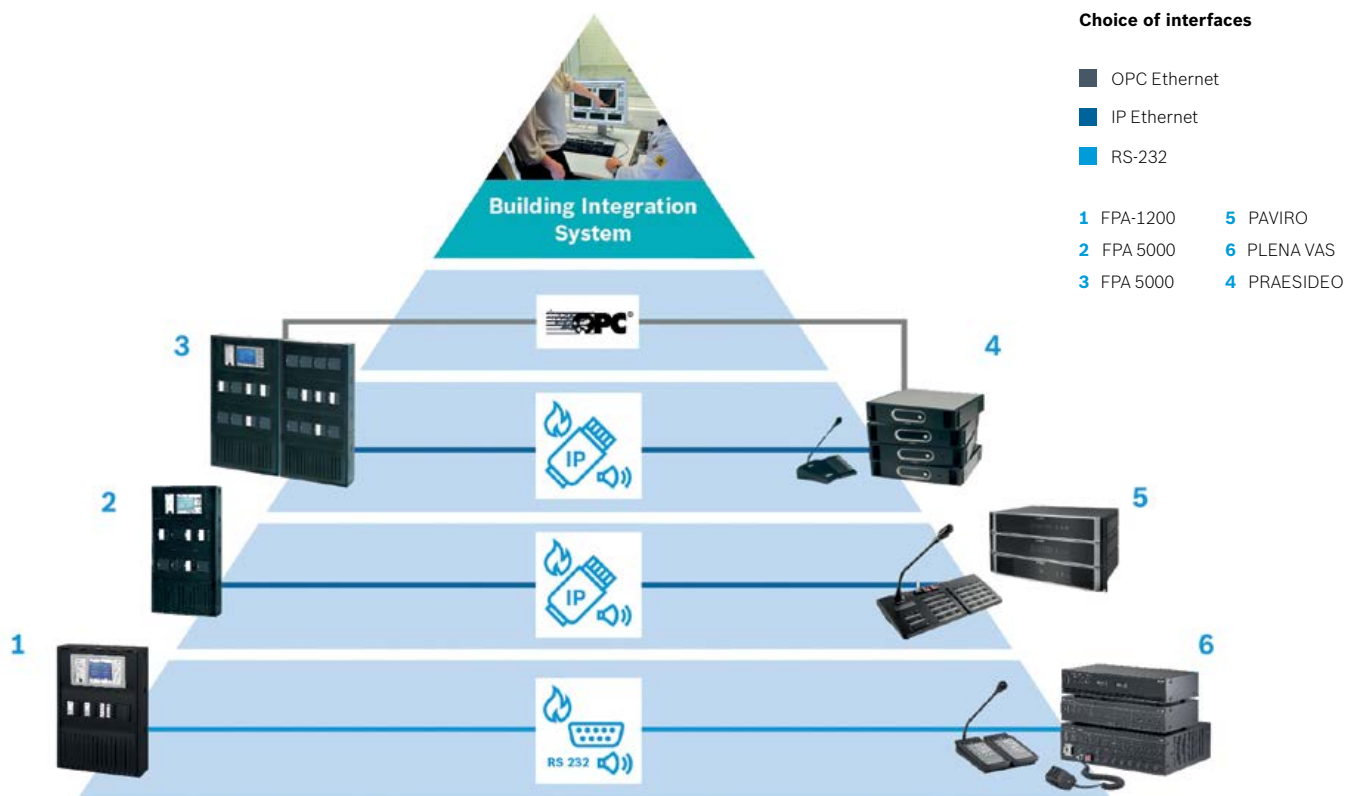 Choice of interfaces
OPC Ethernet
IP Ethernet
RS-232
1 FPA-1200
5 PAVIRO
2 FPA 5000
6 PLENA VAS
3 FPA 5000
4 PRAESIDEO
Building Integration
System
OPC®
3
4
IP
2
5
IP
1
6
RS 232